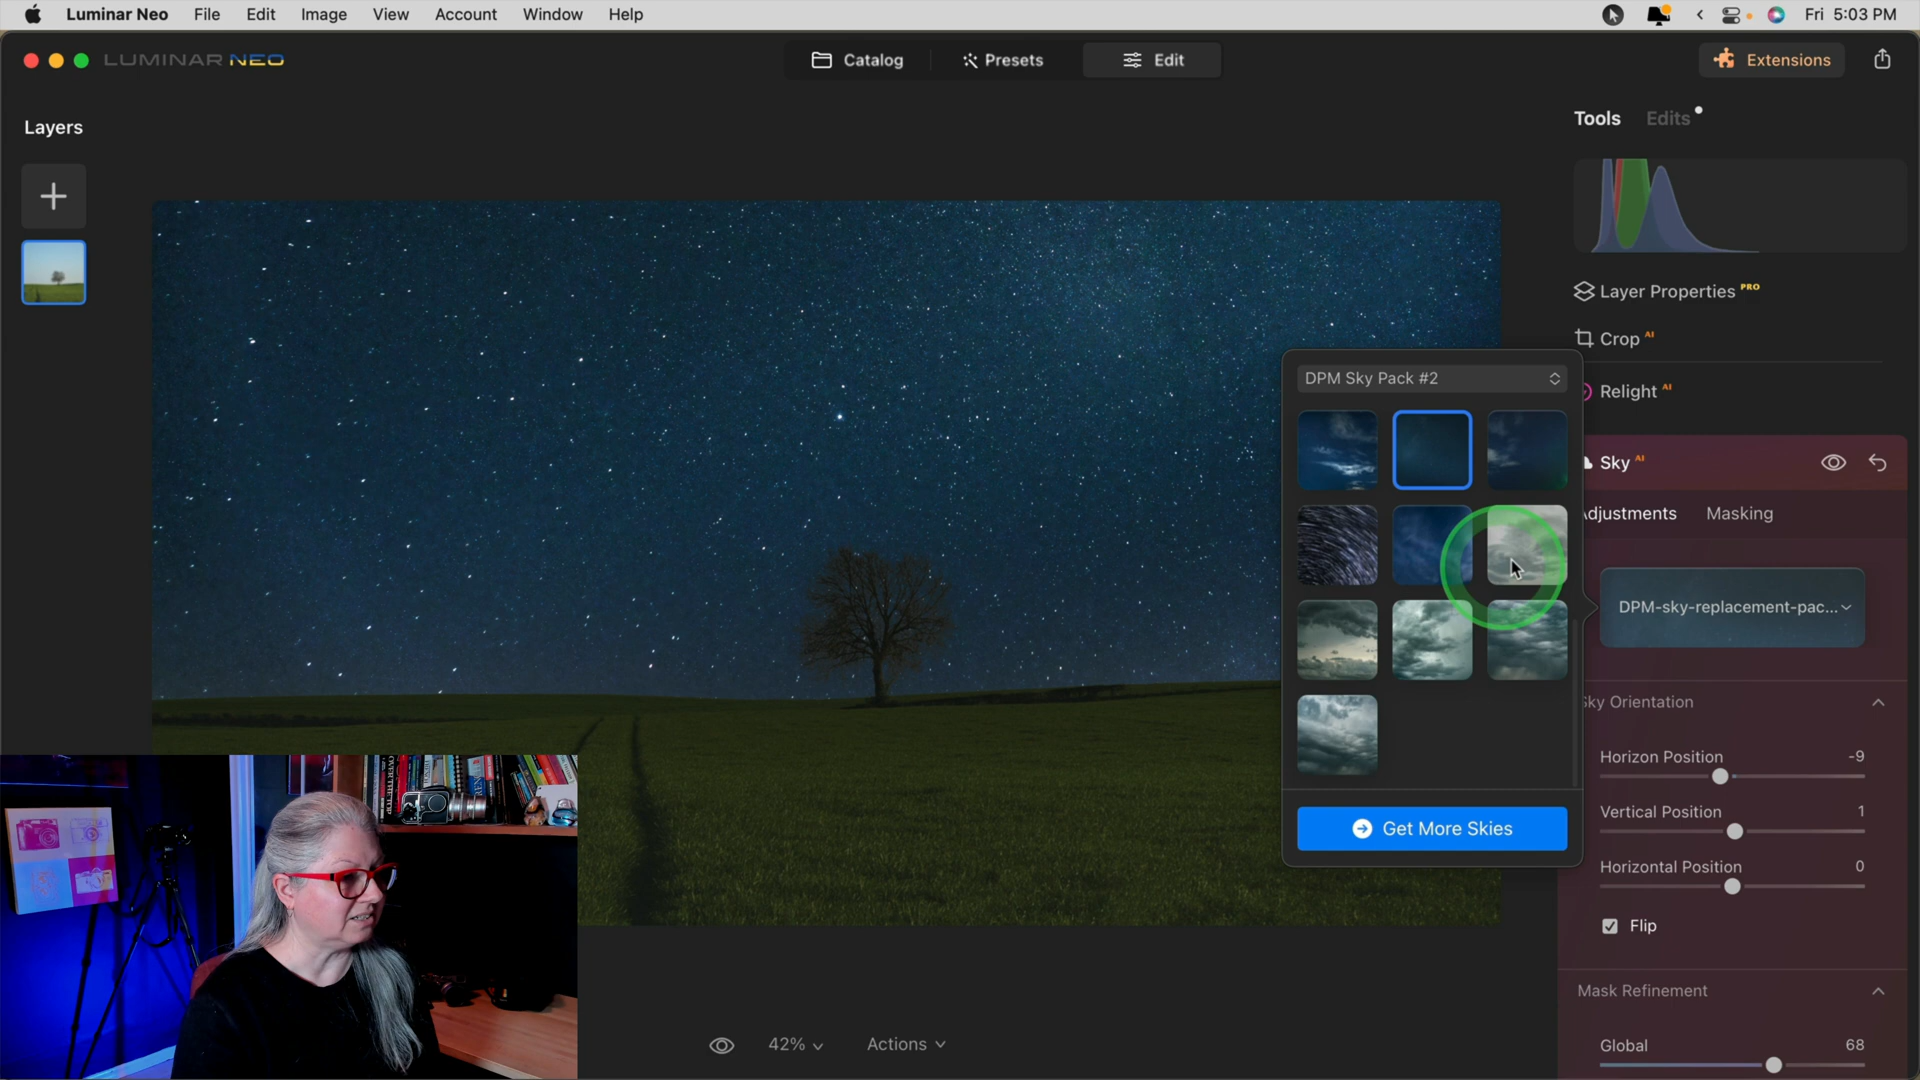 Luminar Neo File Edit Image View Account Window Help Fri 5:03 PM
LUMINAR NEO Catalog Presets Edit Extensions
Layers
Tools Edits
Layer Properties PRO
Crop AI
Relight AI
DPM Sky Pack #2
Sky AI
Adjustments Masking
DPM-sky-replacement-pac...
Sky Orientation
Horizon Position -9
Vertical Position 1
Horizontal Position 0
Flip
Get More Skies
Mask Refinement
Global 68
42% Actions